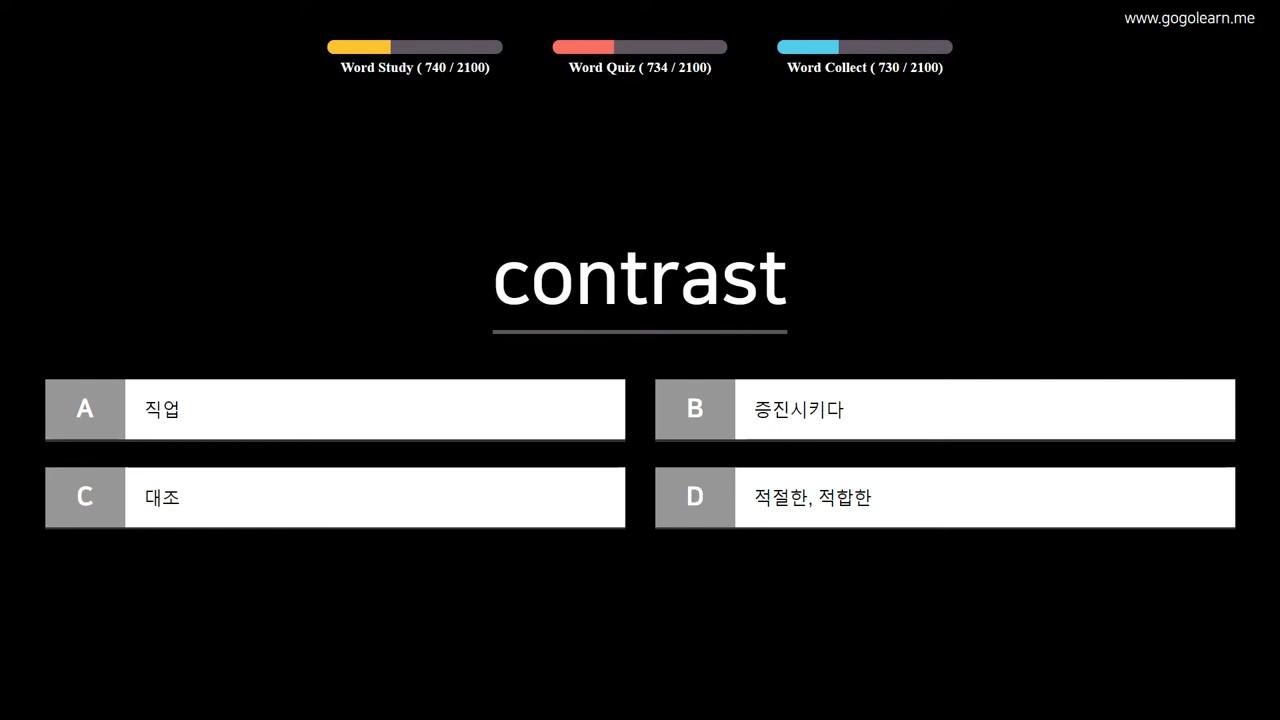 www.gogolearn.me
Word Study ( 740 / 2100)
Word Quiz ( 734 / 2100)
Word Collect ( 730 / 2100)
contrast
A 직업
B 증진시키다
C 대조
D 적절한, 적합한